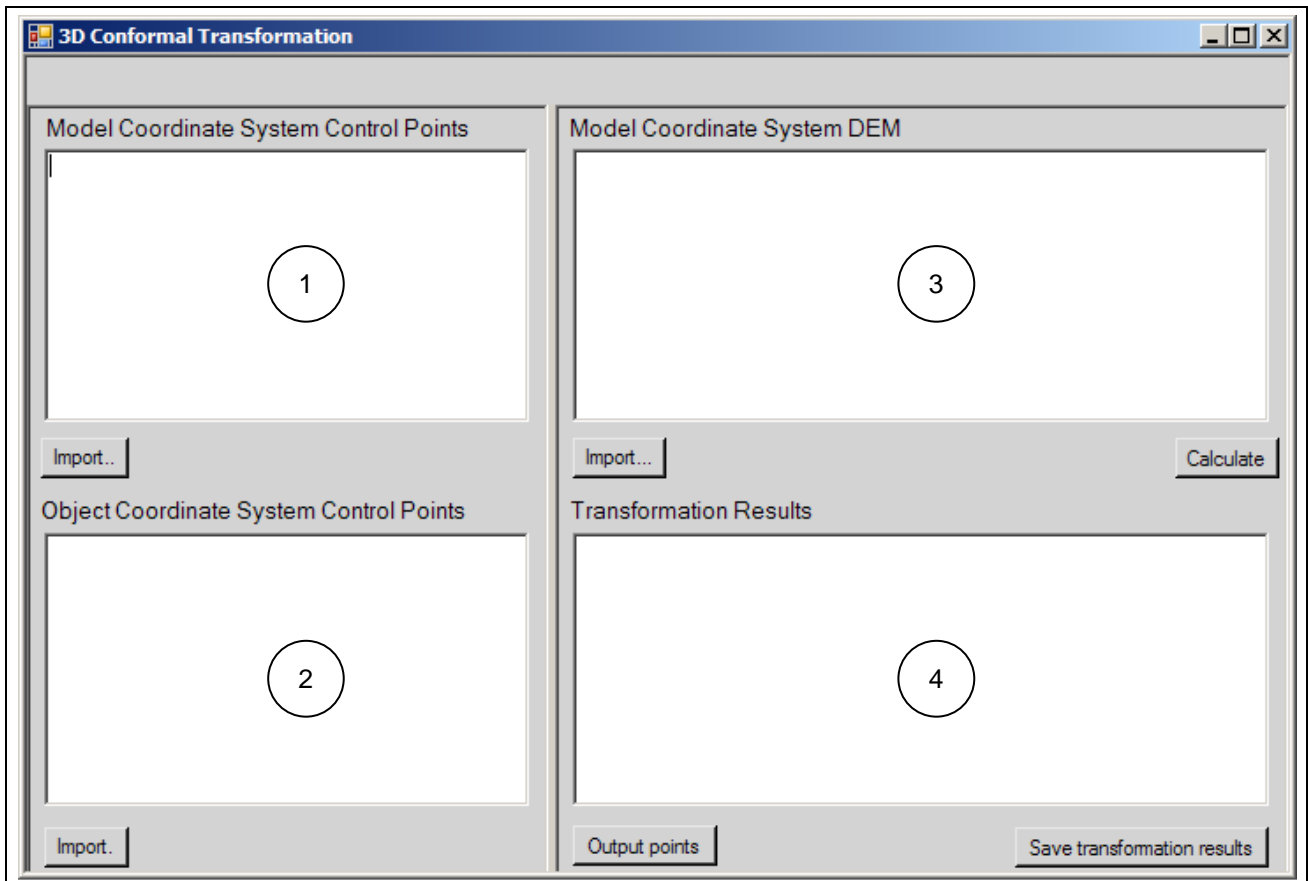 3D Conformal Transformation
Model Coordinate System Control Points
1
Import..
Object Coordinate System Control Points
2
Import.
Model Coordinate System DEM
3
Import...
Calculate
Transformation Results
4
Output points
Save transformation results